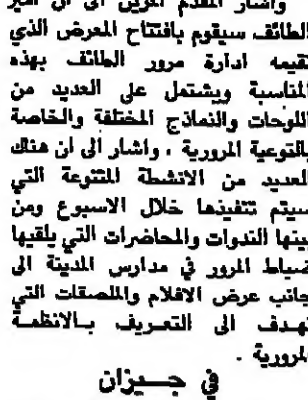 واشار المقدم العرين الى ان امير
الطائف سيقوم بافتتاح المعرض الذي
تقيمه ادارة مرور الطائف بهذه
المناسبة ويشتمل على العديد من
اللوحات والنماذج المختلفة والخاصة
بالتوعية المرورية . واشار الى ان هناك
العديد من الانشطة المتنوعة التي
سيتم تنفيذها خلال الاسبوع ومن
بينها الندوات والمحاضرات التي يلقيها
ضباط المرور في مدارس المدينة الى
جانب عرض الافلام والملصقات التي
تهدف الى التعريف بالانظمة
المرورية .
في جيزان